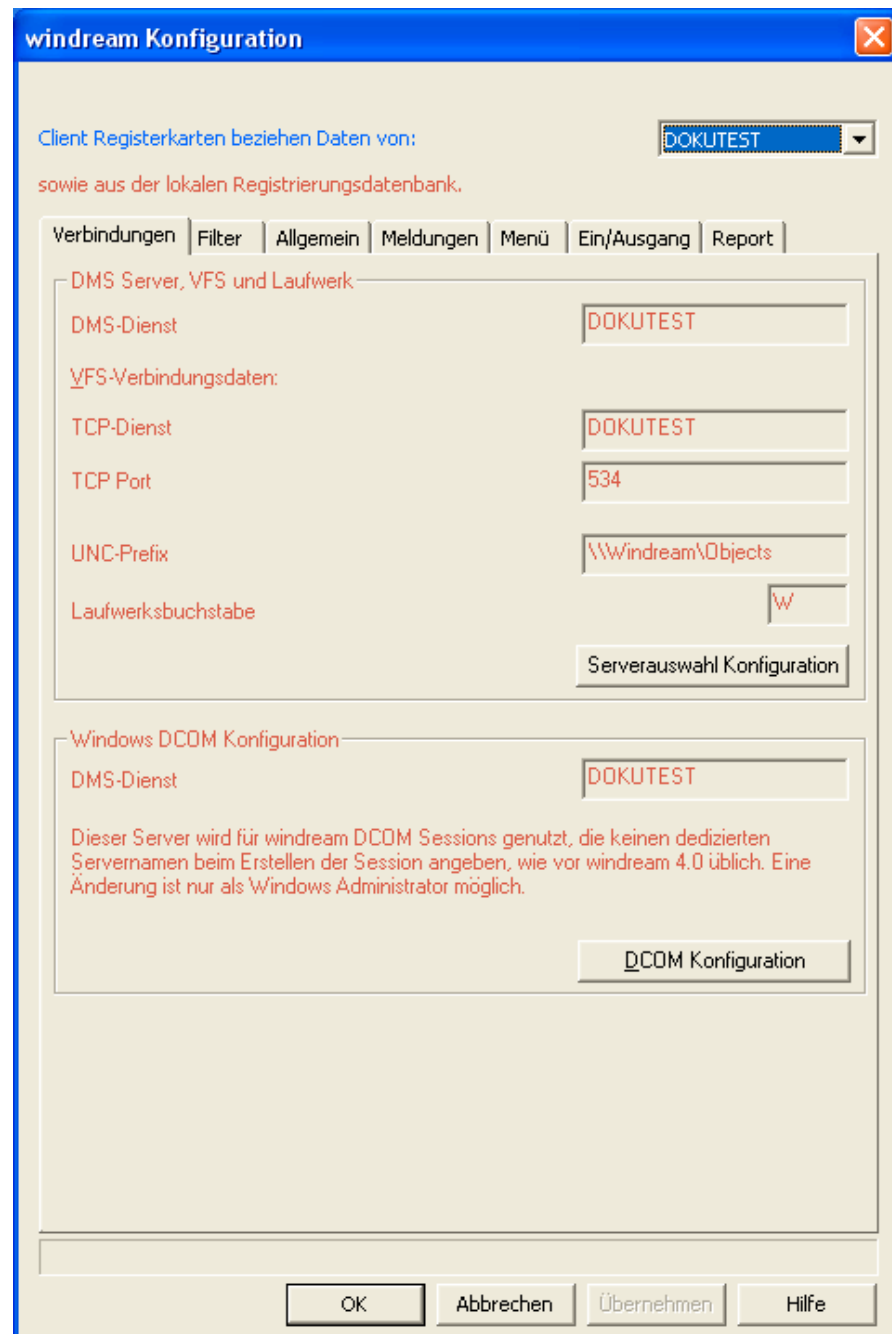 windream Konfiguration
Client Registerkarten beziehen Daten von:
DOKUTEST
sowie aus der lokalen Registrierungsdatenbank.
Verbindungen Filter Allgemein Meldungen Menü Ein/Ausgang Report
DMS Server, VFS und Laufwerk
DMS-Dienst
DOKUTEST
VFS-Verbindungsdaten:
TCP-Dienst
DOKUTEST
TCP Port
534
UNC-Prefix
\\Windream\Objects
Laufwerksbuchstabe
W
Serverauswahl Konfiguration
Windows DCOM Konfiguration
DMS-Dienst
DOKUTEST
Dieser Server wird für windream DCOM Sessions genutzt, die keinen dedizierten
Servernamen beim Erstellen der Session angeben, wie vor windream 4.0 üblich. Eine
Änderung ist nur als Windows Administrator möglich.
DCOM Konfiguration
OK Abbrechen Übernehmen Hilfe